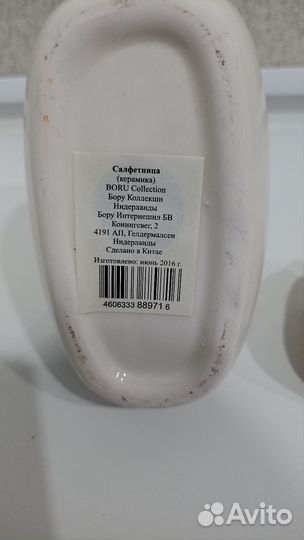 Салфетница
(керамика)
BORU Collection
Бору Коллекшн
Нидерланды
Бору Интернешнл БВ
Конингсвег, 2
4191 АП, Гелдермалсен
Нидерланды
Сделано в Китае
Изготовлено: июнь 2016 г.
4606333 88971 6
Avito